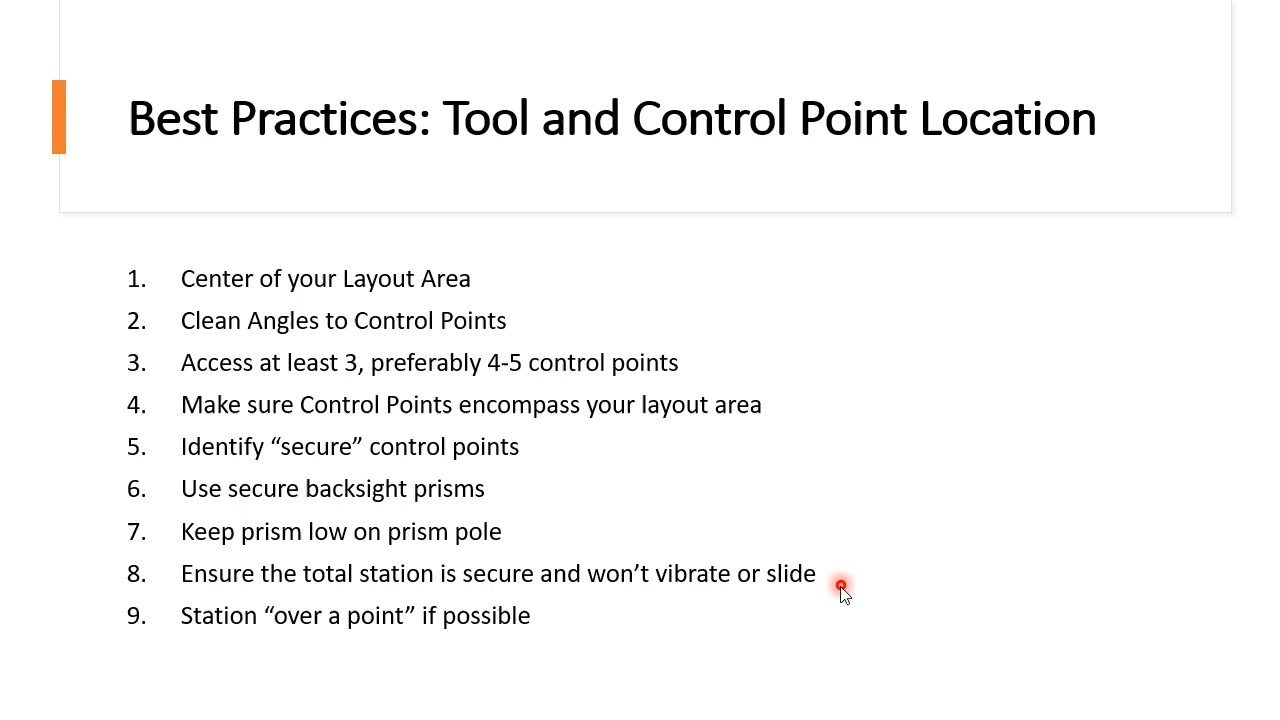 Best Practices: Tool and Control Point Location
1. Center of your Layout Area
2. Clean Angles to Control Points
3. Access at least 3, preferably 4-5 control points
4. Make sure Control Points encompass your layout area
5. Identify “secure” control points
6. Use secure backsight prisms
7. Keep prism low on prism pole
8. Ensure the total station is secure and won’t vibrate or slide
9. Station “over a point” if possible